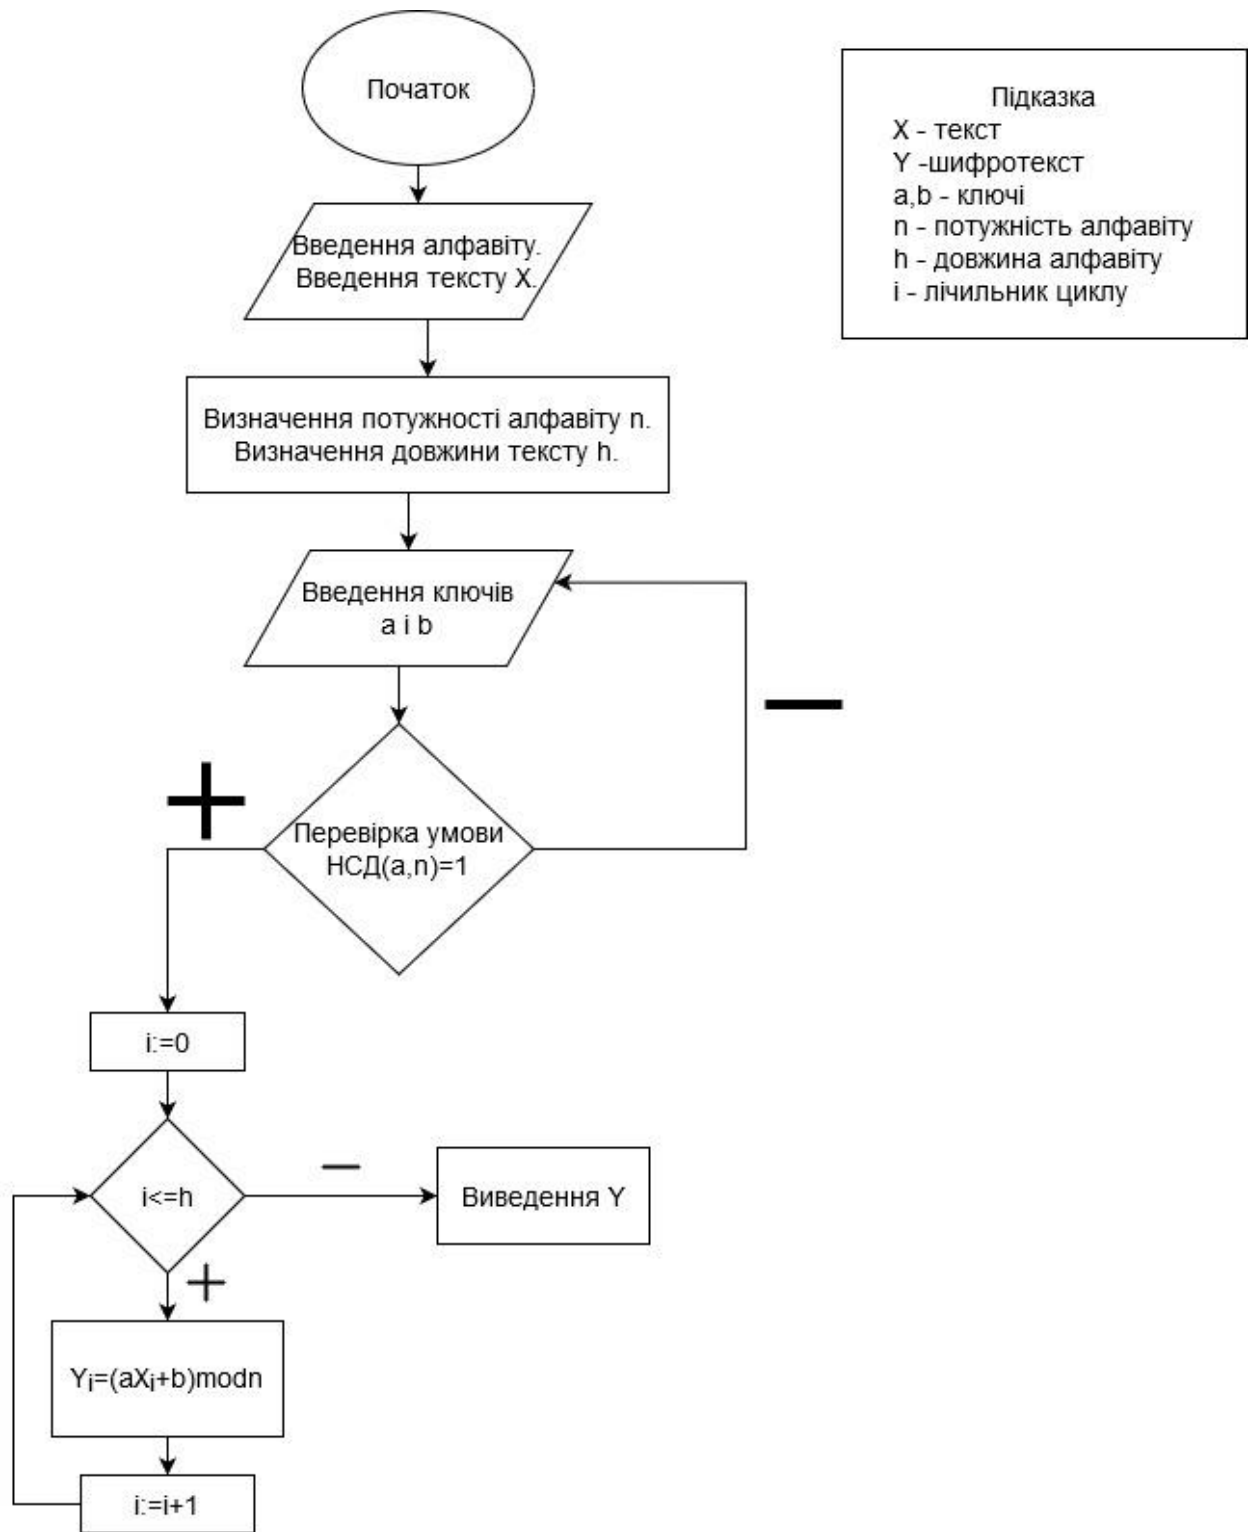 Початок
Введення алфавіту.
Введення тексту X.
Визначення потужності алфавіту n.
Визначення довжини тексту h.
Введення ключів
a і b
Перевірка умови
НСД(a,n)=1
+
−
i:=0
i<=h
−
Виведення Y
+
Yi=(aXi+b)modn
i:=i+1
Підказка
X - текст
Y -шифротекст
a,b - ключі
n - потужність алфавіту
h - довжина алфавіту
i - лічильник циклу